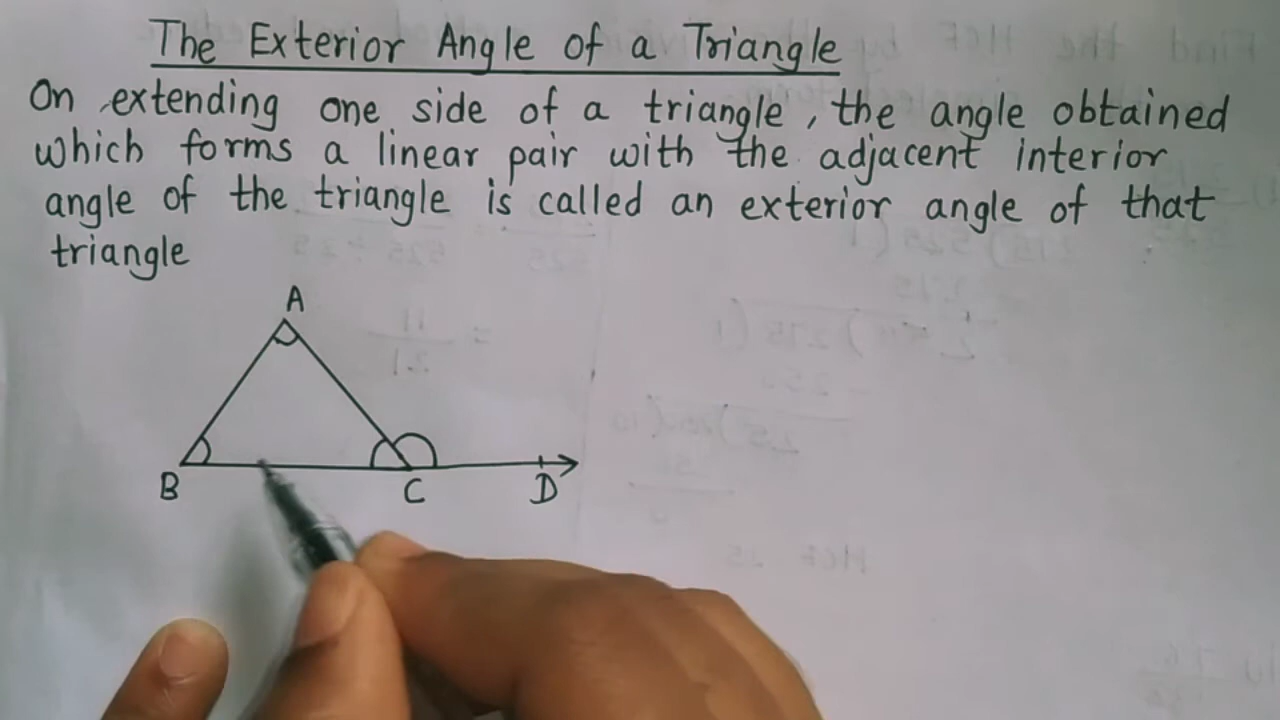 The Exterior Angle of a Triangle
On extending one side of a triangle, the angle obtained
which forms a linear pair with the adjacent interior
angle of the triangle is called an exterior angle of that
triangle
A
B C D